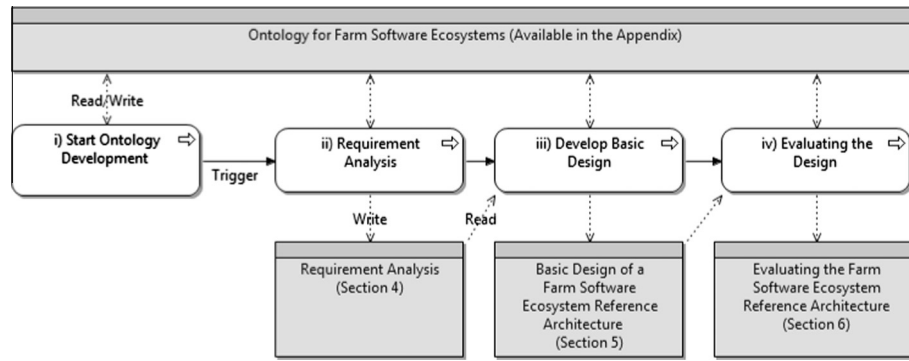 Ontology for Farm Software Ecosystems (Available in the Appendix)
Read/Write
i) Start Ontology
Development
Trigger
ii) Requirement
Analysis
iii) Develop Basic
Design
iv) Evaluating the
Design
Write
Read
Requirement Analysis
(Section 4)
Basic Design of a
Farm Software
Ecosystem Reference
Architecture
(Section 5)
Evaluating the Farm
Software Ecosystem
Reference Architecture
(Section 6)